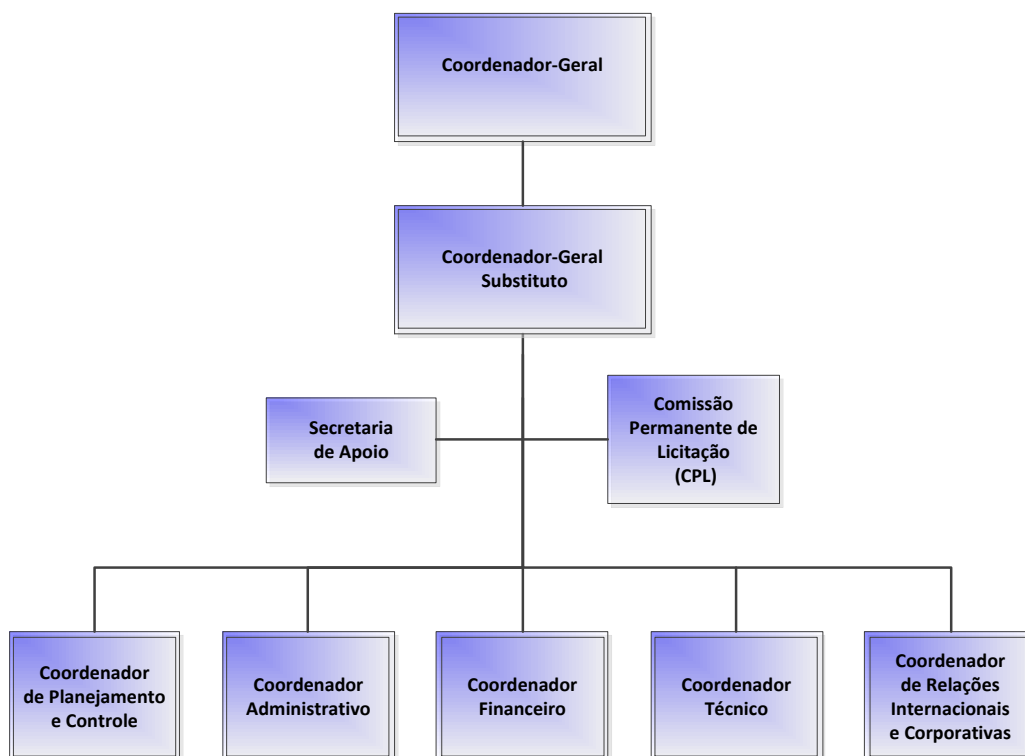 Coordenador-Geral
Coordenador-Geral
Substituto
Secretaria
de Apoio
Comissão
Permanente de
Licitação
(CPL)
Coordenador
de Planejamento
e Controle
Coordenador
Administrativo
Coordenador
Financeiro
Coordenador
Técnico
Coordenador
de Relações
Internacionais
e Corporativas